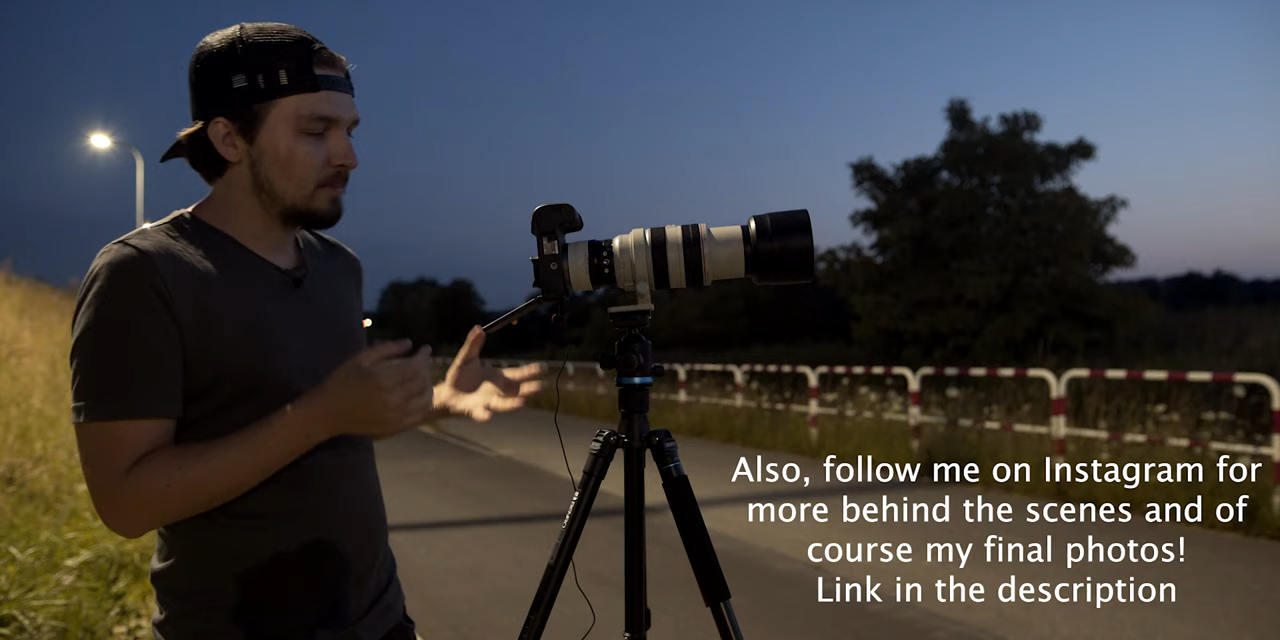 Also, follow me on Instagram for
more behind the scenes and of
course my final photos!
Link in the description